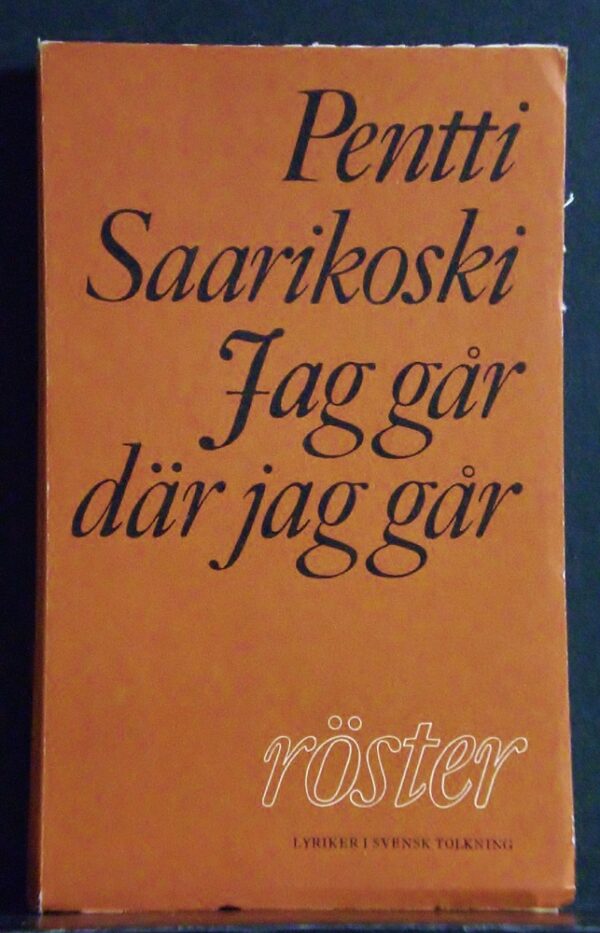 Pentti
Saarikoski
Jag går
där jag går
röster
LYRIKER I SVENSK TOLKNING